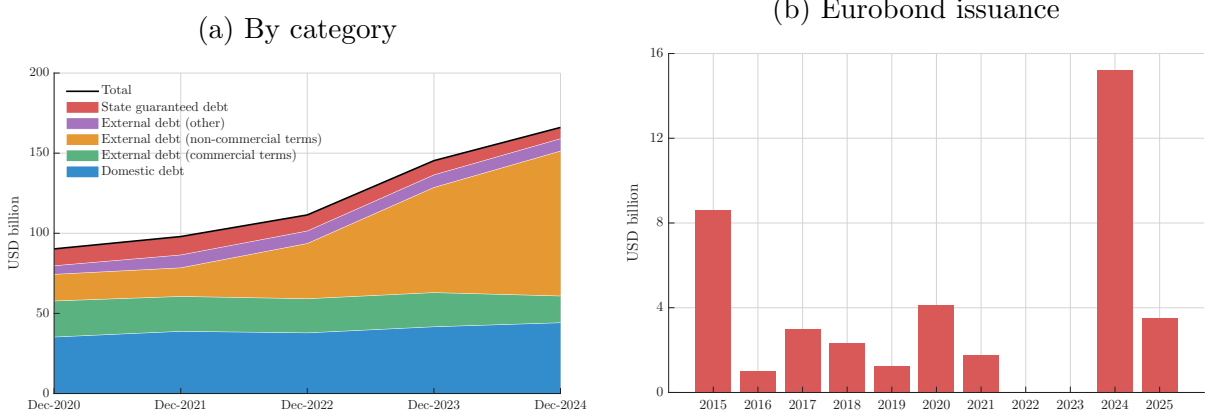 (a) By category
200
150
100
50
0
USD billion
Total
State guaranteed debt
External debt (other)
External debt (non-commercial terms)
External debt (commercial terms)
Domestic debt
Dec-2020 Dec-2021 Dec-2022 Dec-2023 Dec-2024
(b) Eurobond issuance
16
12
8
4
0
USD billion
2015 2016 2017 2018 2019 2020 2021 2022 2023 2024 2025